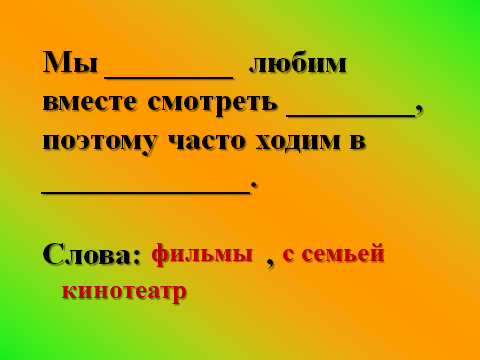 Мы ________ любим
вместе смотреть ________,
поэтому часто ходим в
_____________.
Слова: фильмы , с семьей
кинотеатр